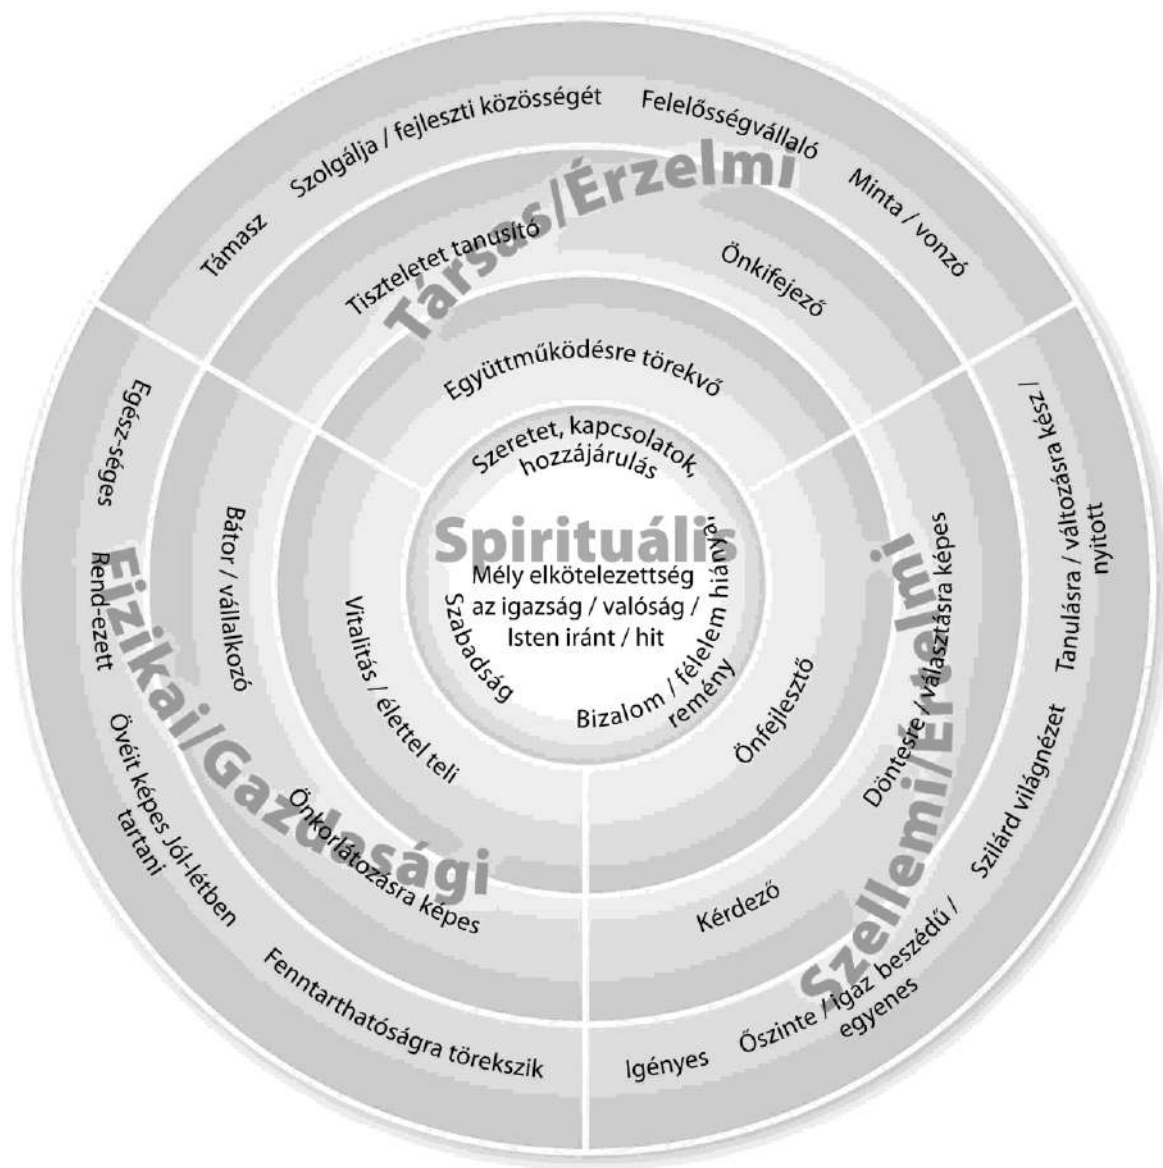 Szolgálja / fejleszti közösségét
Felelősségvállaló
Támasz
Minta / vonzó
Társas/Érzelmi
Tiszteletet tanusító
Önkifejező
Együttműködésre törekvő
Szeretet, kapcsolatok,
hozzájárulás
Spirituális
Mély elkötelezettség
az igazság / valóság /
Isten iránt / hit
Szabadság
Bizalom / félelem hiánya
remény
Egész-séges
Rend-ezett
Fizikai/Gazdasági
Bátor / vállalkozó
Vitalitás / élettel teli
Önkorlátozásra képes
Övéit képes Jól-létben
tartani
Fenntarthatóságra törekszik
Tanulásra / változásra kész /
nyitott
Szellemi/Értelmi
Döntesre / választásra képes
Önfejlesztő
Kérdező
Szilárd világnézet
Őszinte / igaz beszédű /
egyenes
Igényes